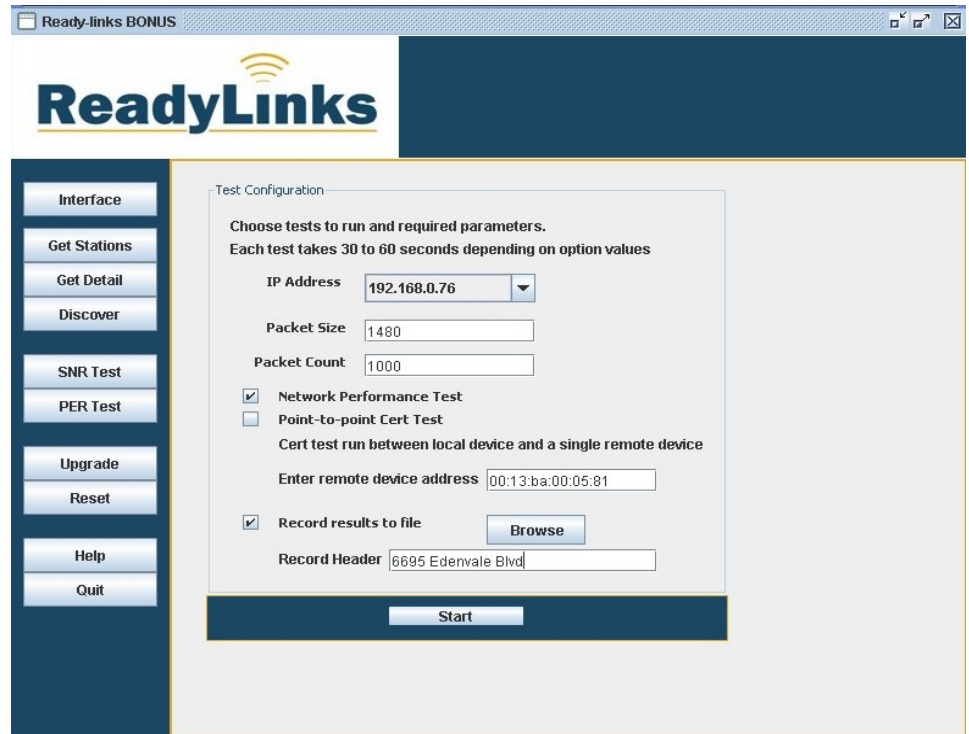 Ready-links BONUS
ReadyLinks
Interface
Get Stations
Get Detail
Discover
SNR Test
PER Test
Upgrade
Reset
Help
Quit
Test Configuration
Choose tests to run and required parameters.
Each test takes 30 to 60 seconds depending on option values
IP Address 192.168.0.76
Packet Size 1480
Packet Count 1000
Network Performance Test
Point-to-point Cert Test
Cert test run between local device and a single remote device
Enter remote device address 00:13:ba:00:05:81
Record results to file Browse
Record Header 6695 Edenvale Blvd
Start